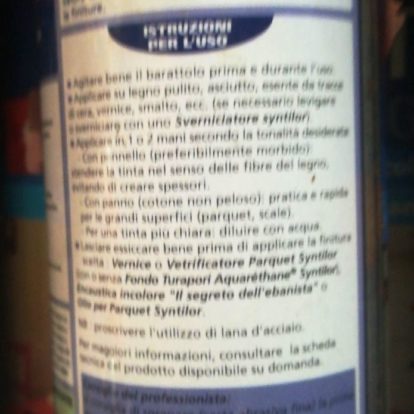 le finiture.
ISTRUZIONI
PER L'USO
• Agitare bene il barattolo prima e durante l'uso.
• Applicare su legno pulito, asciutto, esente da tracce
di cera, vernice, smalto, ecc. (se necessario levigare
o sverniciare con uno Sverniciatore syntilor).
• Applicare in 1 o 2 mani secondo la tonalità desiderata
- Con pennello (preferibilmente morbido):
stendere la tinta nel senso delle fibre del legno,
evitando di creare spessori.
- Con panno (cotone non peloso): pratica e rapida
per le grandi superfici (parquet, scale).
- Per una tinta più chiara: diluire con acqua.
• Lasciare essiccare bene prima di applicare la finitura
scelta: Vernice o Vetrificatore Parquet Syntilor
(con o senza Fondo Turapori Aquaréthane® Syntilor),
Encaustica incolore "Il segreto dell'ebanista" o
Olio per Parquet Syntilor.
NB: proscrivere l'utilizzo di lana d'acciaio.
Per maggiori informazioni, consultare la scheda
tecnica e il prodotto disponibile su domanda.
Consiglio del professionista: